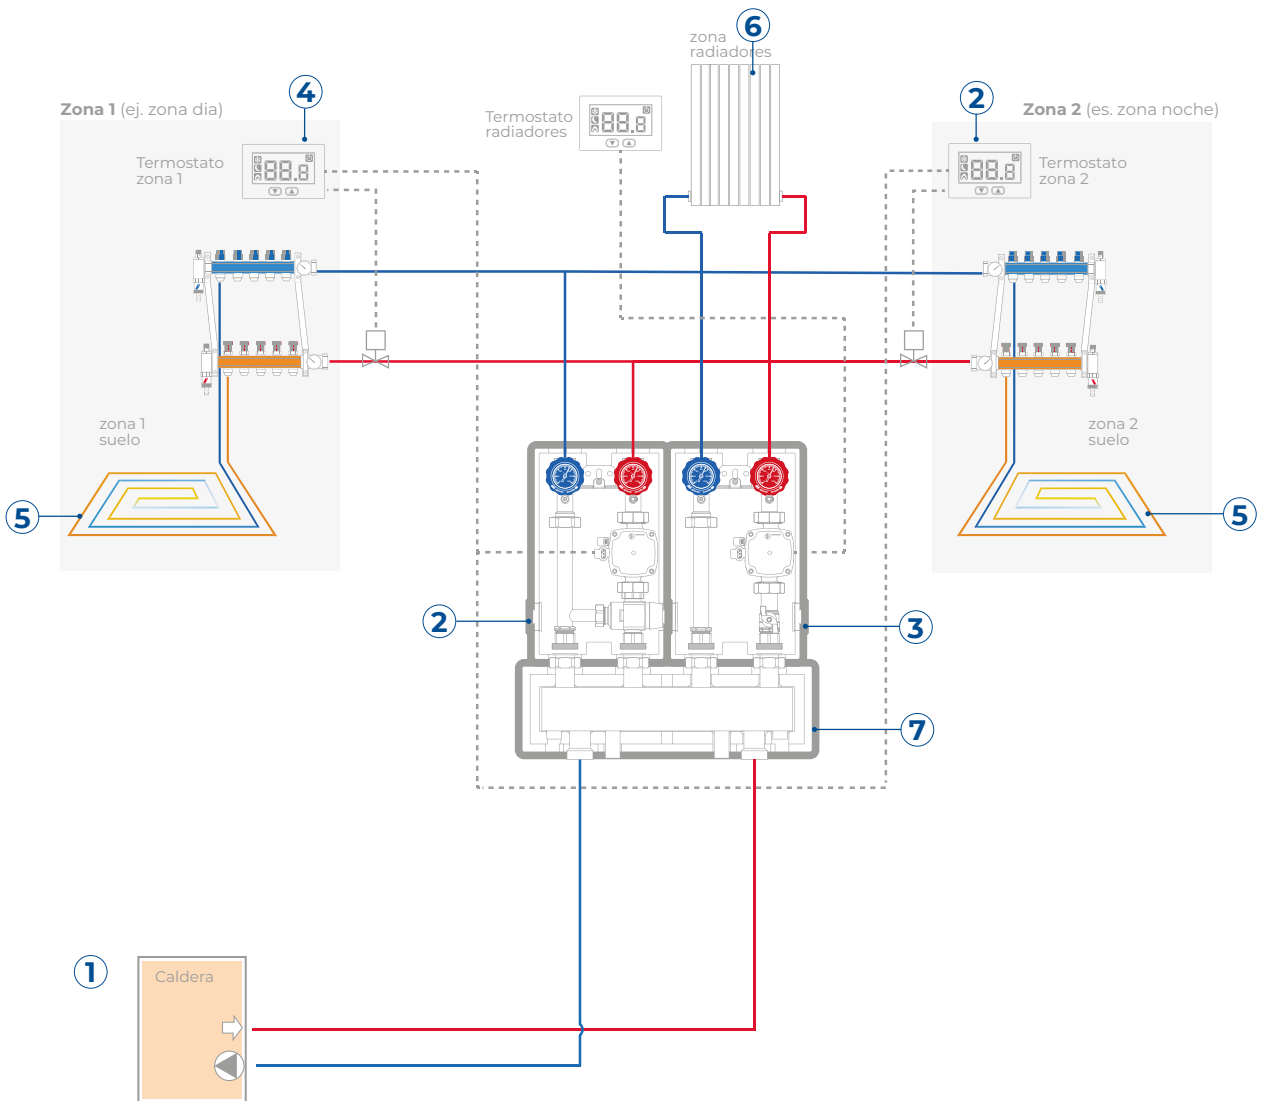 6
zona
radiadores
4
2
Zona 1 (ej. zona dia)
Zona 2 (es. zona noche)
Termostato
radiadores
88.8
Termostato
zona 1
88.8
88.8
Termostato
zona 2
zona 1
suelo
zona 2
suelo
5
5
2
3
7
1
Caldera